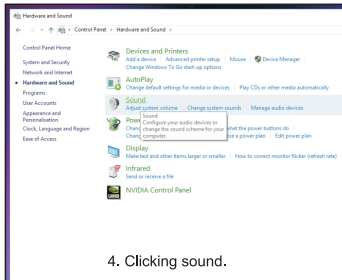 Hardware and Sound
Control Panel > Hardware and Sound >
Control Panel Home
System and Security
Network and Internet
Hardware and Sound
Programs
User Accounts
Appearance and
Personalisation
Clock, Language and Region
Ease of Access
Devices and Printers
Add a device Advanced printer setup Mouse Device Manager
Change Windows To Go start-up options
AutoPlay
Change default settings for media or devices Play CDs or other media automatically
Sound
Adjust system volume Change system sounds Manage audio devices
Sound
Configure your audio devices or
change the sound scheme for your
computer.
Pow
Chang what the power buttons do
Chang se a power plan Edit power plan
Display
Make text and other items larger or smaller How to correct monitor flicker (refresh rate)
Infrared
Send or receive a file
NVIDIA Control Panel
4. Clicking sound.